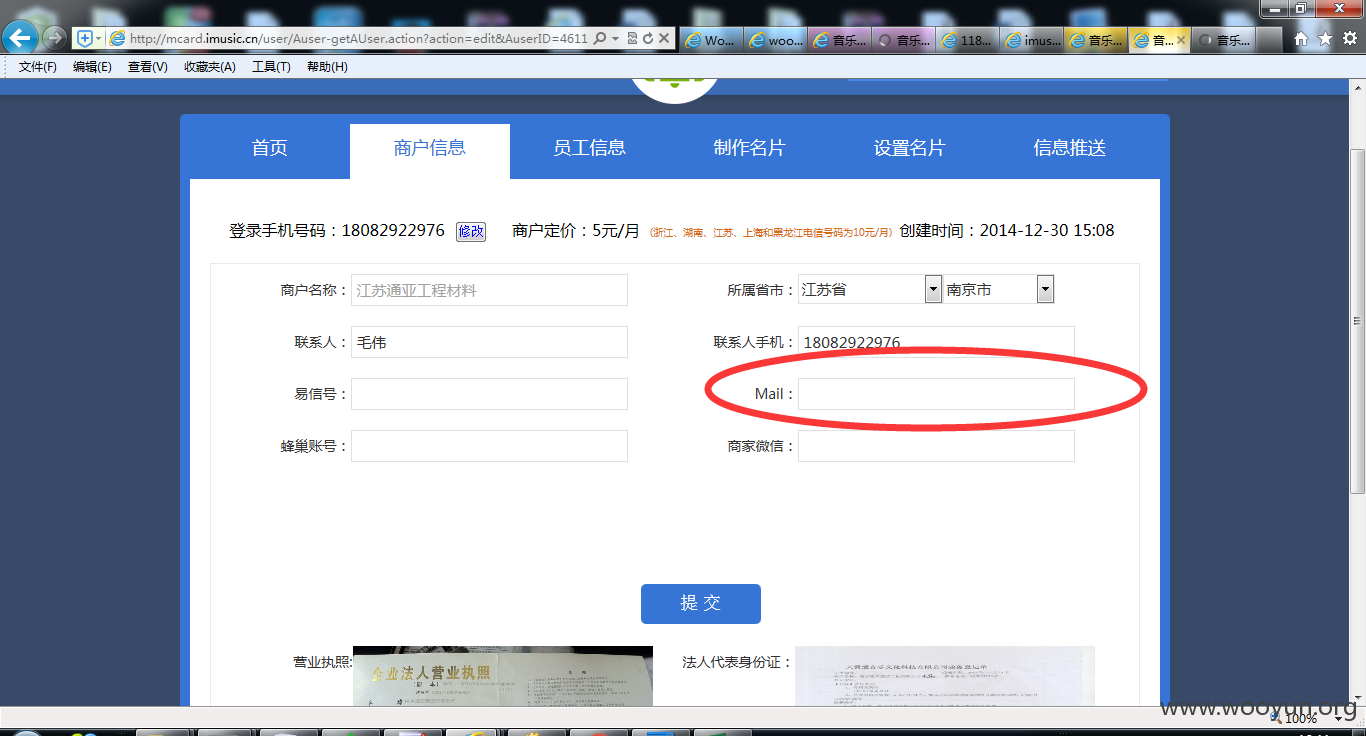 http://mcard.imusic.cn/user/Auser-getAUser.action?action=edit&AuserID=4611
Wo... woo... 音乐... 音乐... 118... imus... 音乐... 音... 音乐...
文件(F) 编辑(E) 查看(V) 收藏夹(A) 工具(T) 帮助(H)
首页 商户信息 员工信息 制作名片 设置名片 信息推送
登录手机号码：18082922976 修改 商户定价：5元/月 (浙江、湖南、江苏、上海和黑龙江电信号码为10元/月) 创建时间：2014-12-30 15:08
商户名称： 江苏通亚工程材料 所属省市： 江苏省 南京市
联系人： 毛伟 联系人手机： 18082922976
易信号： Mail：
蜂巢账号： 商家微信：
提 交
营业执照: 法人代表身份证：
企业法人营业执照
www.wooyun.org
100%